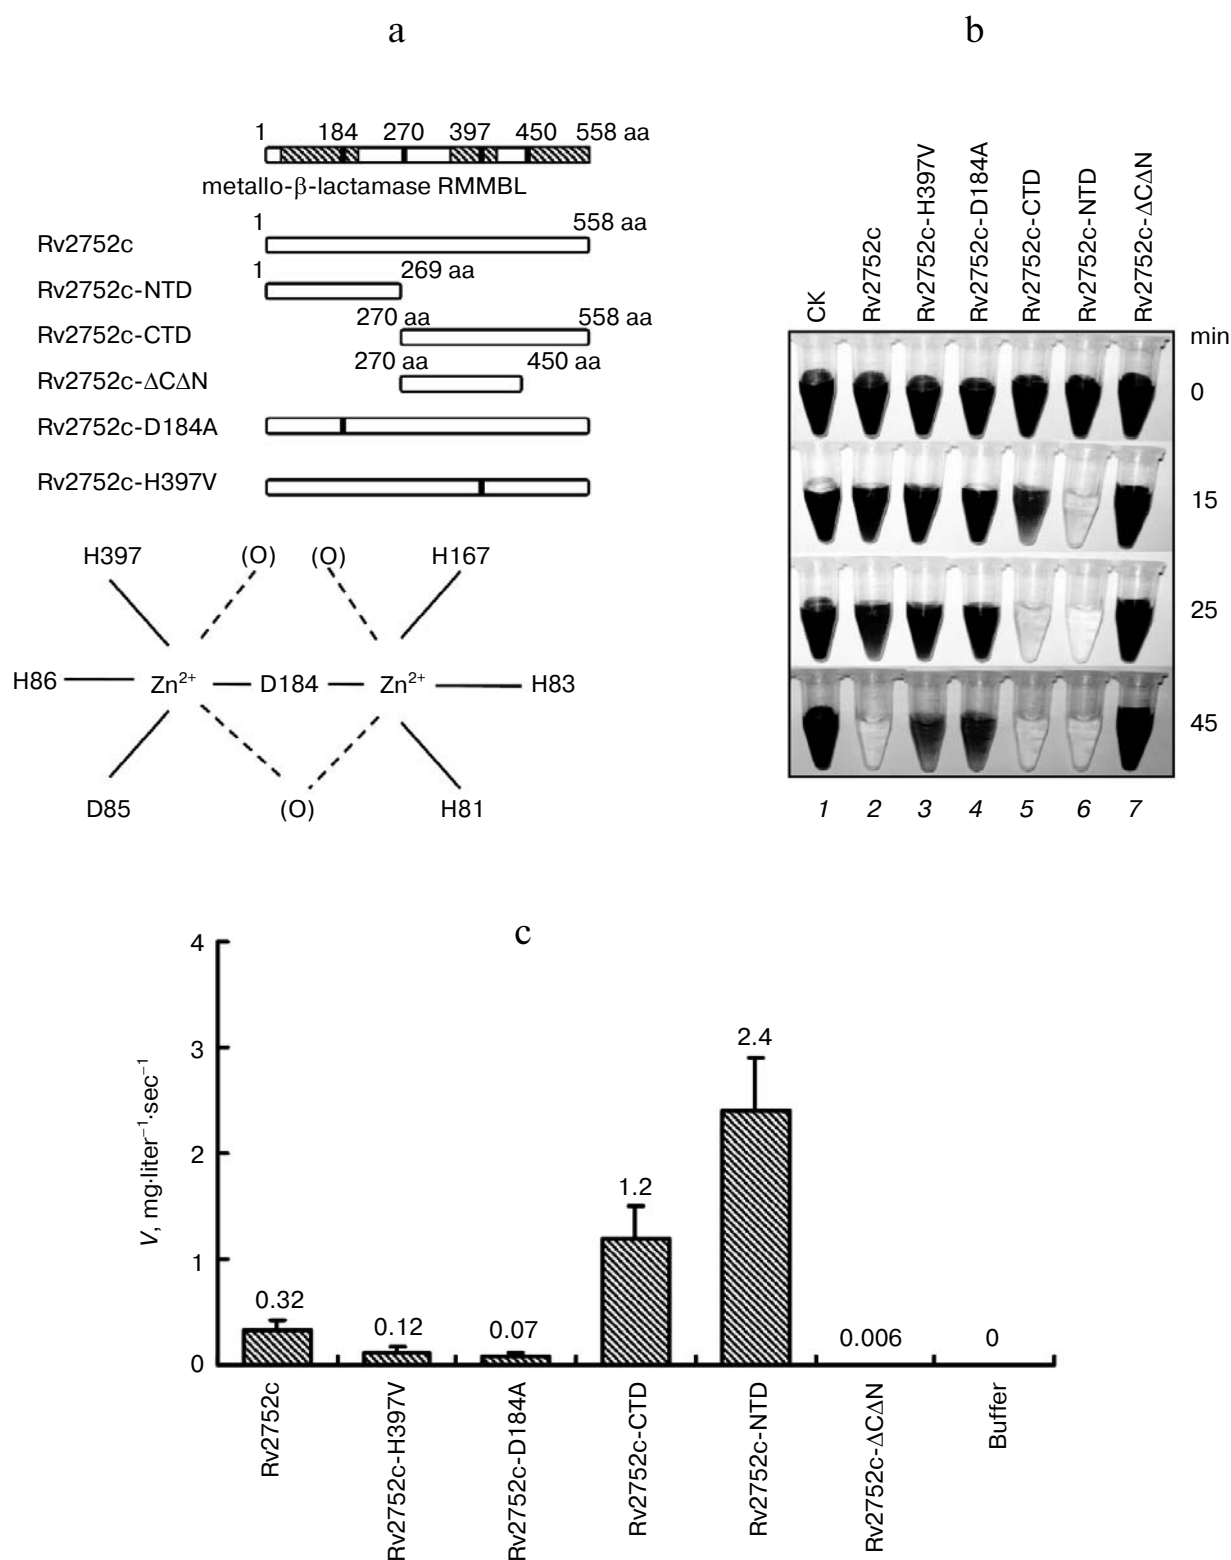 a
1 184 270 397 450 558 aa
metallo-β-lactamase RMMBL
1 558 aa
Rv2752c
1 269 aa
Rv2752c-NTD
270 aa 558 aa
Rv2752c-CTD
270 aa 450 aa
Rv2752c-ΔCΔN
Rv2752c-D184A
Rv2752c-H397V
H397 (O) (O) H167
H86 Zn²⁺ D184 Zn²⁺ H83
D85 (O) H81
b
CK
Rv2752c
Rv2752c-H397V
Rv2752c-D184A
Rv2752c-CTD
Rv2752c-NTD
Rv2752c-ΔCΔN
min
0
15
25
45
1 2 3 4 5 6 7
c
V, mg·liter⁻¹·sec⁻¹
4
3
2
1
0
0.32
0.12
0.07
1.2
2.4
0.006
0
Rv2752c
Rv2752c-H397V
Rv2752c-D184A
Rv2752c-CTD
Rv2752c-NTD
Rv2752c-ΔCΔN
Buffer